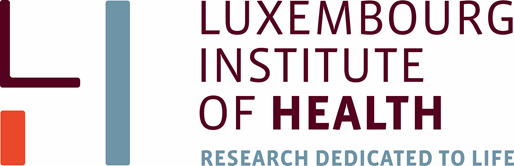 LUXEMBOURG
INSTITUTE
OF HEALTH
RESEARCH DEDICATED TO LIFE